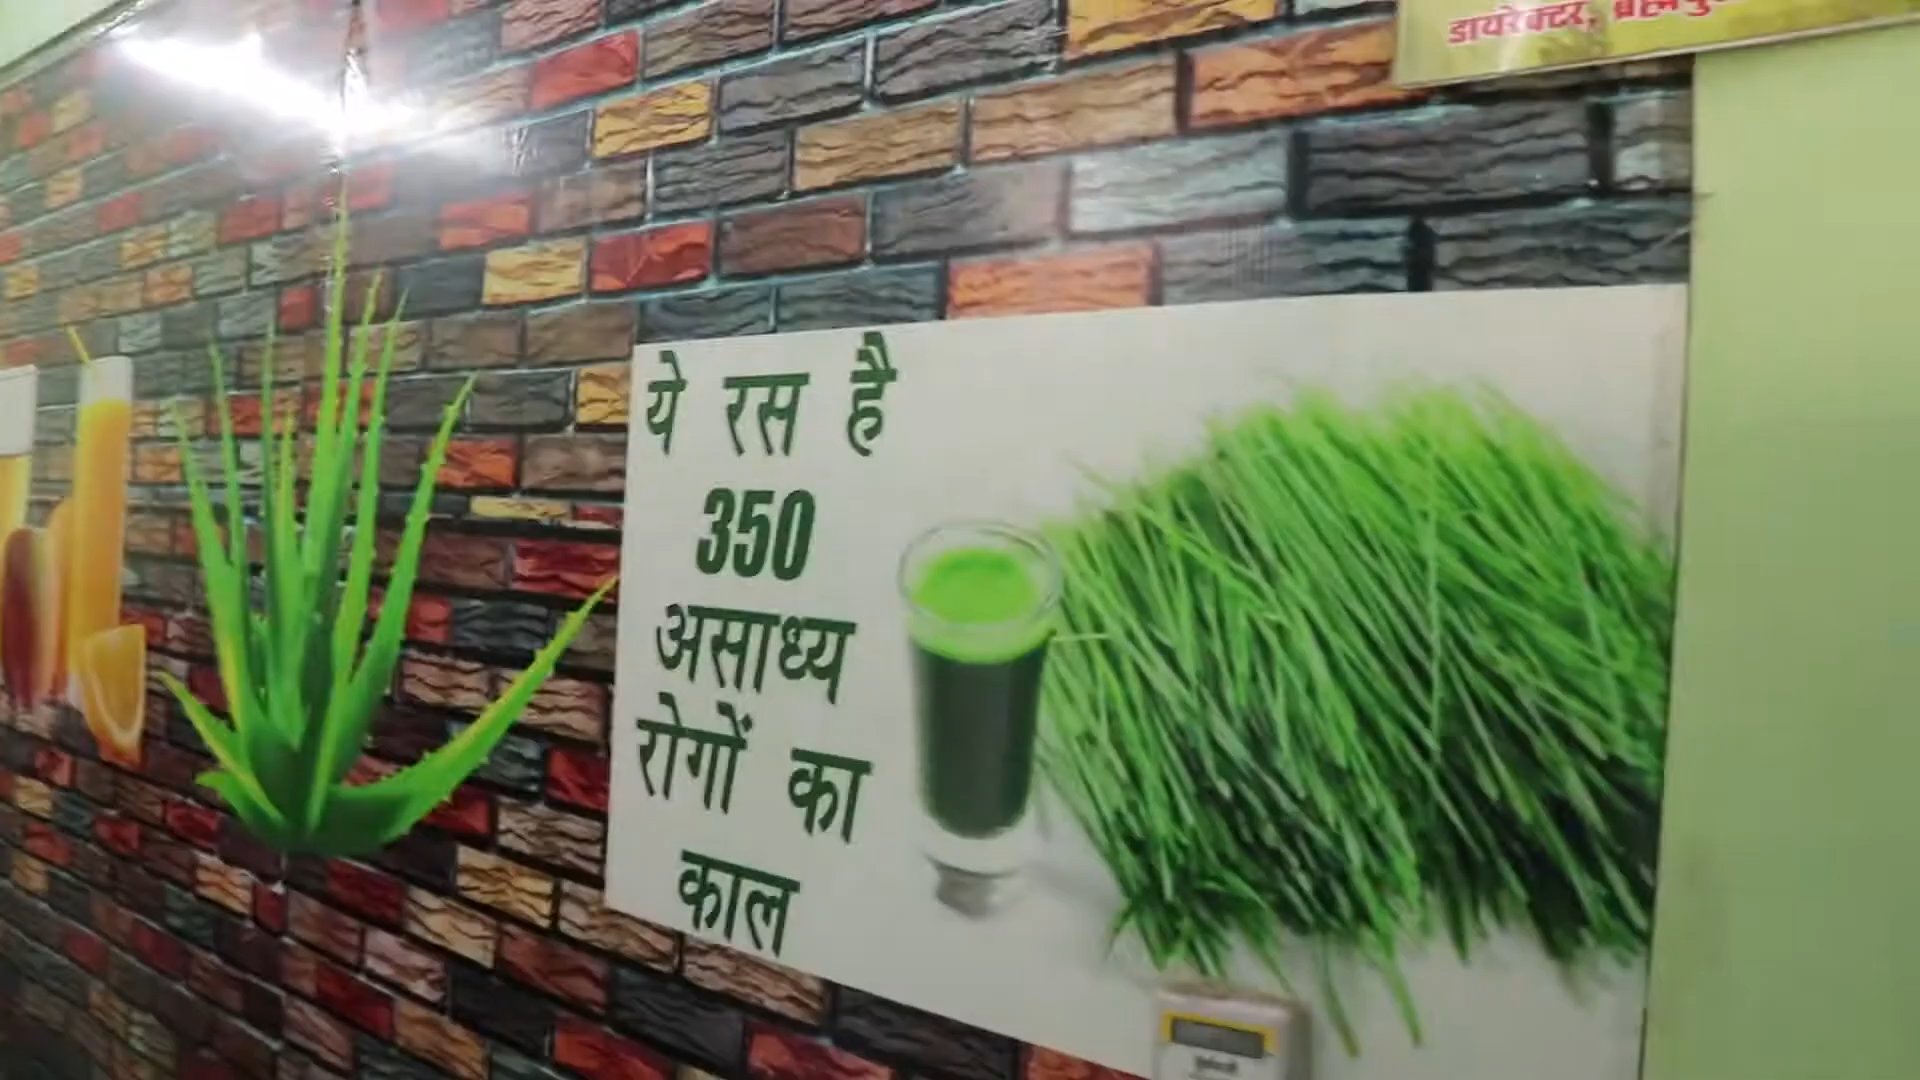 डायरेक्टर,
ये रस है
350
असाध्य
रोगों का
काल